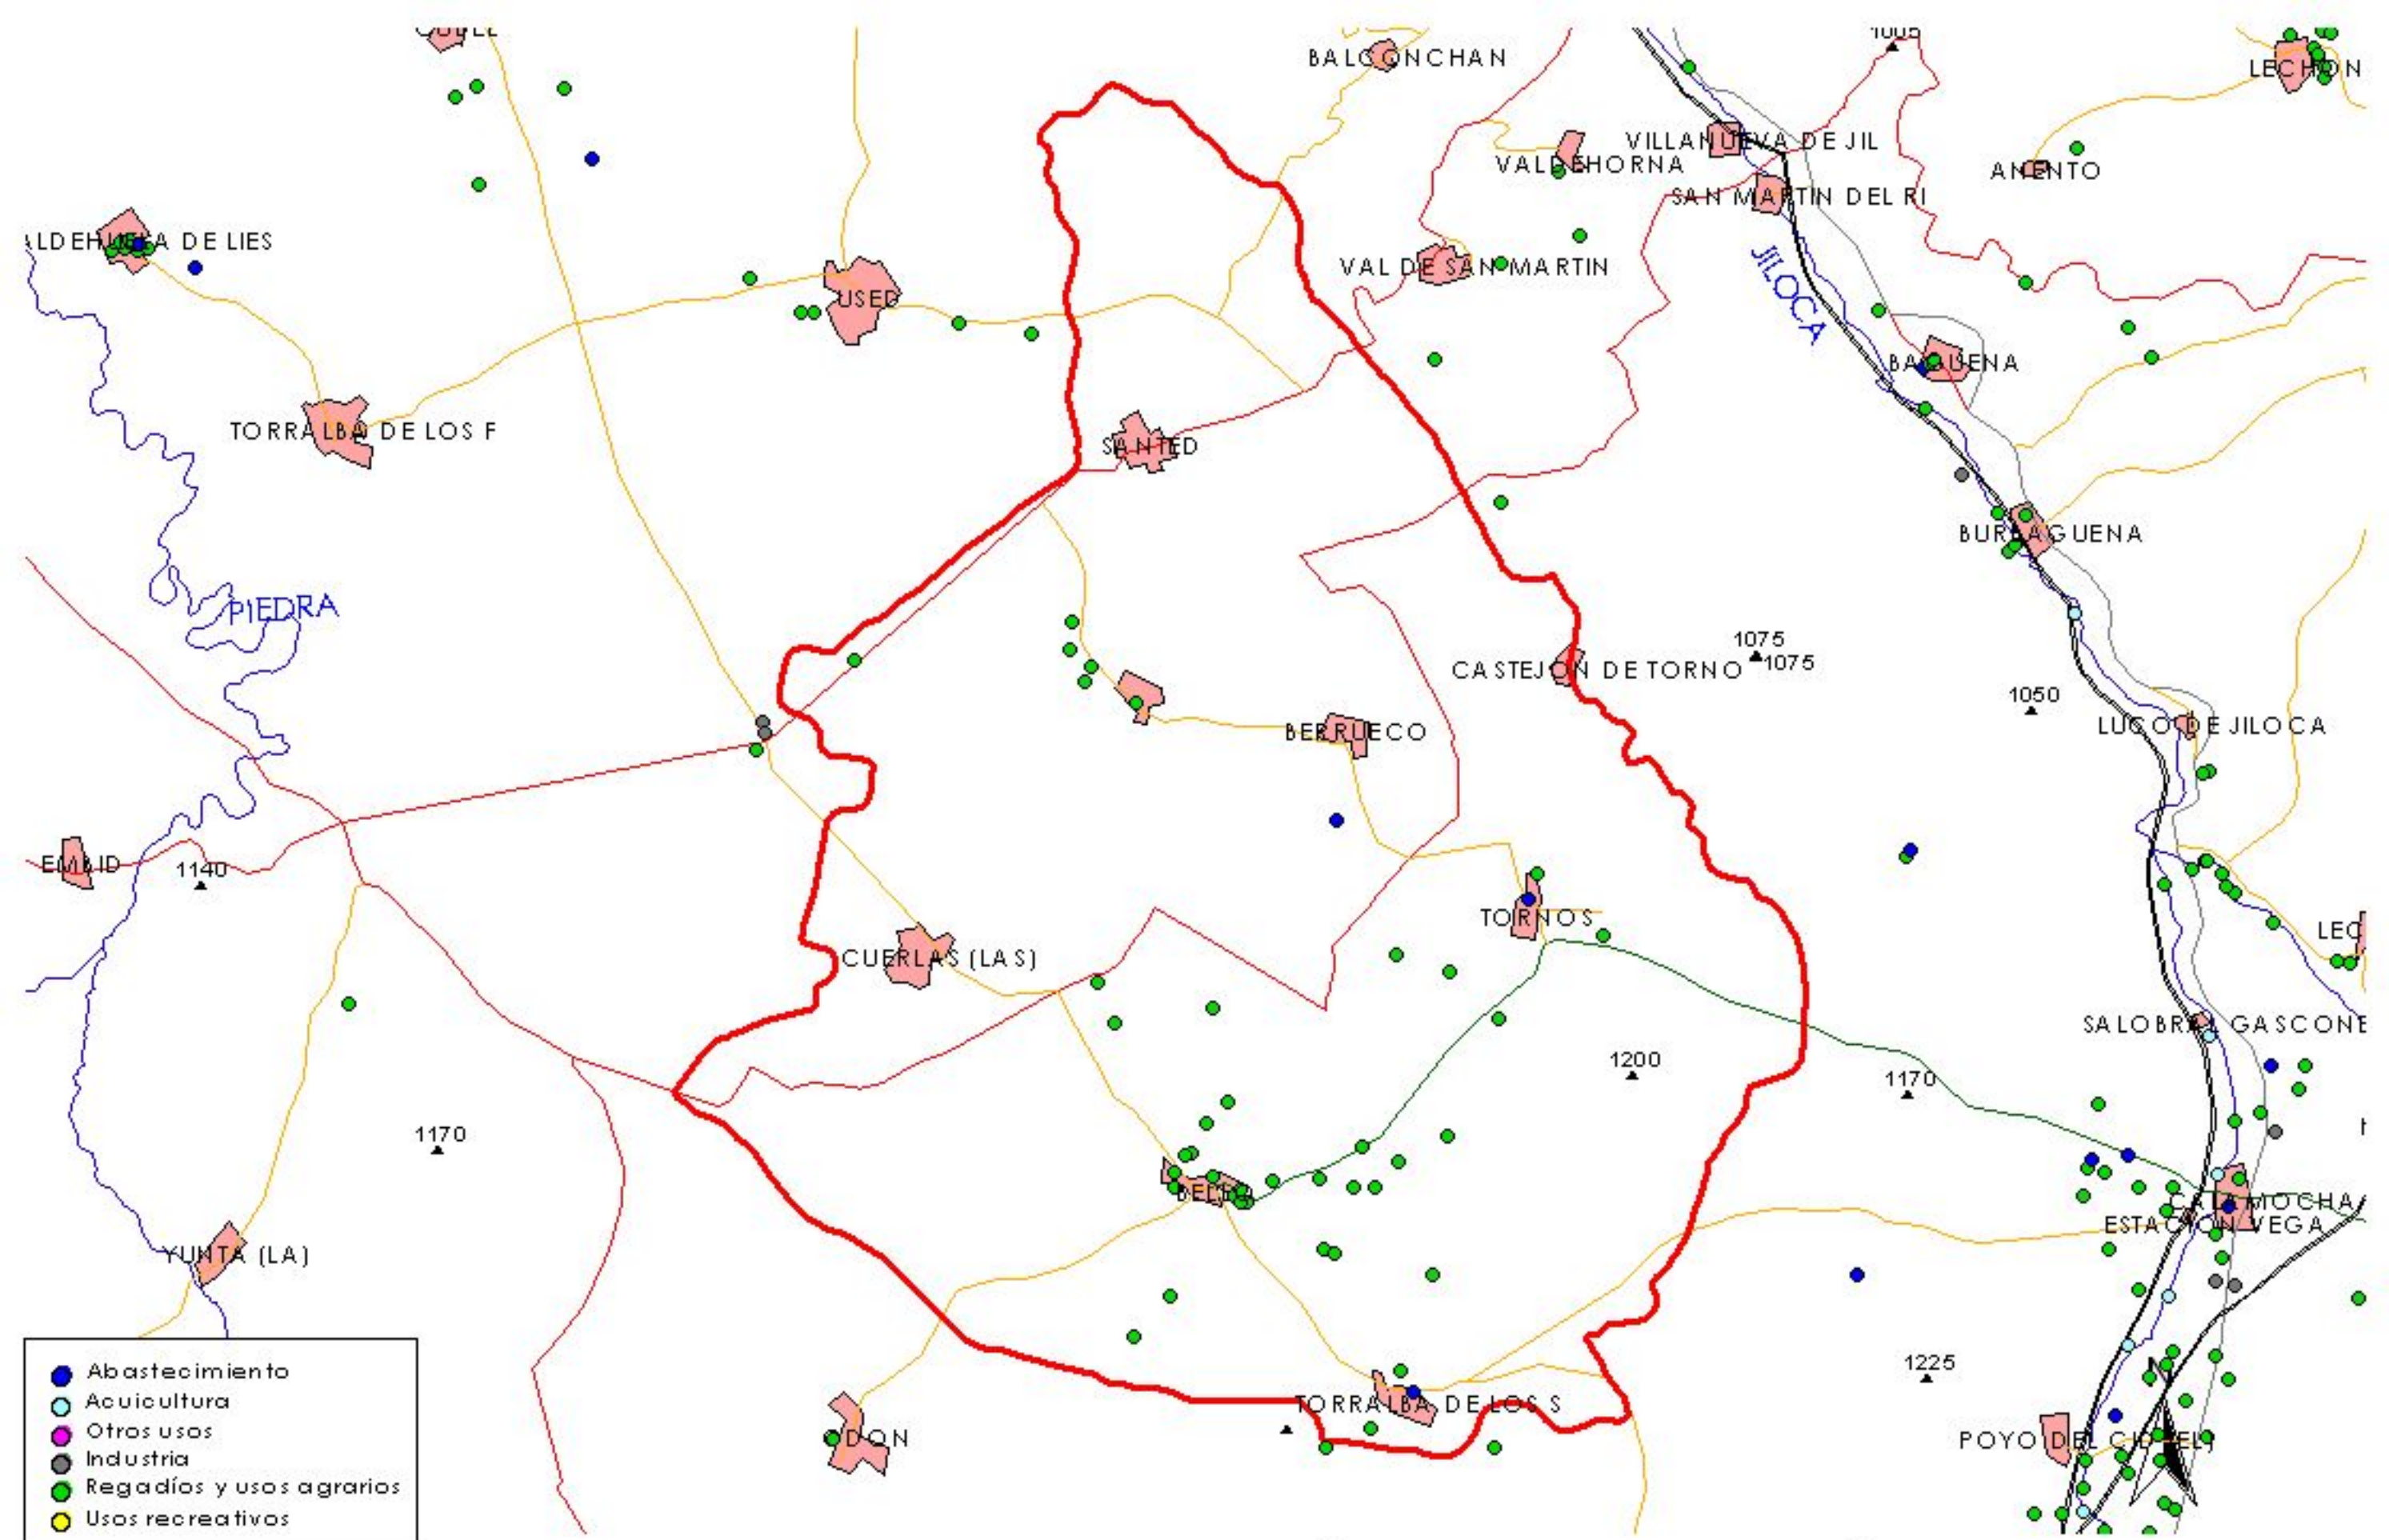 BALCONCHAN
1005
LECHON
VILLANUEVA DE JIL
VALDEHORNA
ANENTO
SAN MARTIN DEL RI
ALDEHUELA DE LIES
VAL DE SAN MARTIN
JILOCA
USED
BAGUENA
TORRALBA DE LOS F
SANTED
BURBAGUENA
PIEDRA
1075
1075
CASTEJON DE TORNO
1050
LUCO DE JILOCA
BERRUECO
EMBID
1140
TORNOS
LEC
CUERLAS (LAS)
SALOBRAL GASCONE
1200
1170
1170
CALAMOCHA
ESTACION VEGA
YUNTA (LA)
1225
TORRALBA DE LOS S
ODON
POYO DEL CID (EL)
Abastecimiento
Acuicultura
Otros usos
Industria
Regadíos y usos agrarios
Usos recreativos